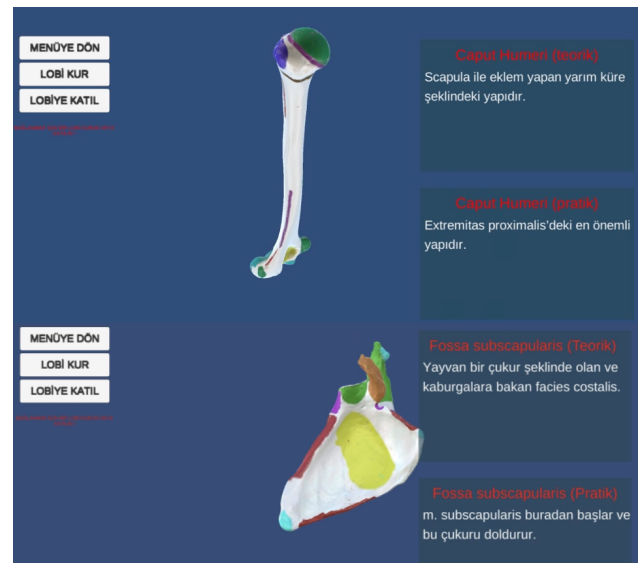 MENÜYE DÖN
LOBİ KUR
LOBİYE KATIL
Caput Humeri (teorik)
Scapula ile eklem yapan yarım küre
şeklindeki yapıdır.
Caput Humeri (pratik)
Extremitas proximalis'deki en önemli
yapıdır.
MENÜYE DÖN
LOBİ KUR
LOBİYE KATIL
Fossa subscapularis (Teorik)
Yayvan bir çukur şeklinde olan ve
kaburgalara bakan facies costalis.
Fossa subscapularis (Pratik)
m. subscapularis buradan başlar ve
bu çukuru doldurur.